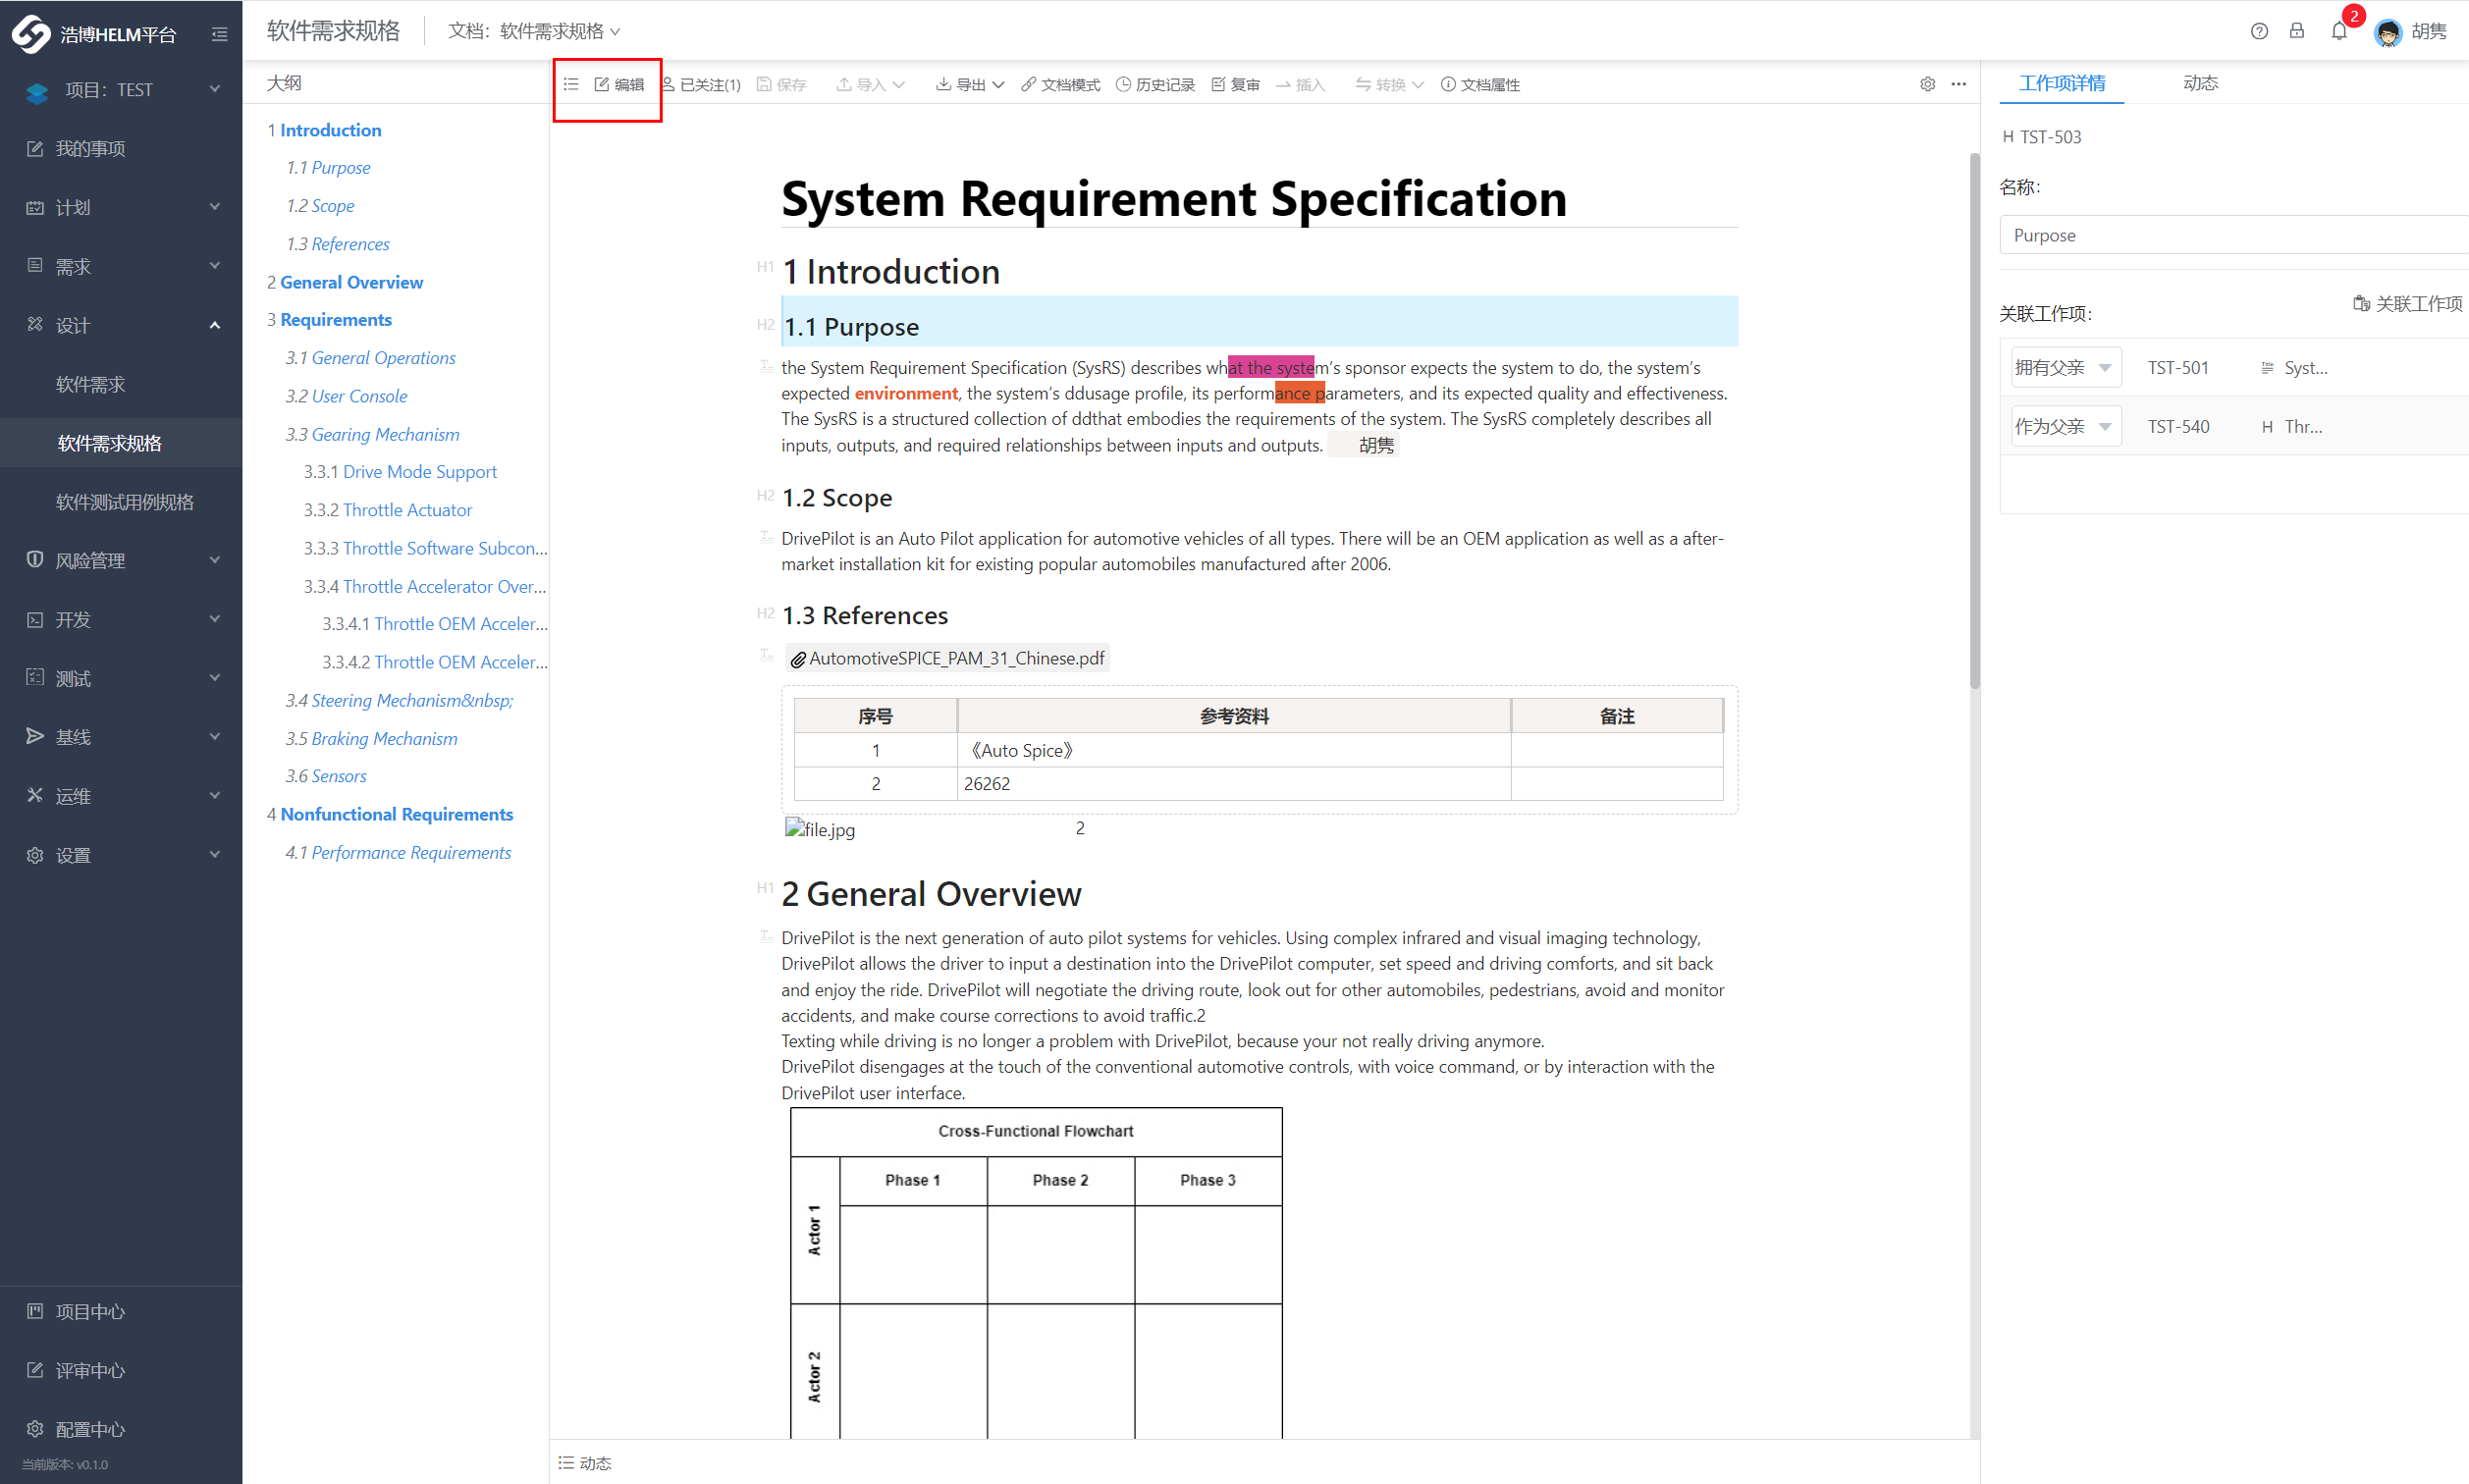 浩博HELM平台
项目：TEST
我的事项
计划
需求
设计
软件需求
软件需求规格
软件测试用例规格
风险管理
开发
测试
基线
运维
设置
项目中心
评审中心
配置中心
当前版本: v0.1.0
软件需求规格
文档：软件需求规格
2
胡隽
大纲
1 Introduction
1.1 Purpose
1.2 Scope
1.3 References
2 General Overview
3 Requirements
3.1 General Operations
3.2 User Console
3.3 Gearing Mechanism
3.3.1 Drive Mode Support
3.3.2 Throttle Actuator
3.3.3 Throttle Software Subcon...
3.3.4 Throttle Accelerator Over...
3.3.4.1 Throttle OEM Acceler...
3.3.4.2 Throttle OEM Acceler...
3.4 Steering Mechanism&nbsp;
3.5 Braking Mechanism
3.6 Sensors
4 Nonfunctional Requirements
4.1 Performance Requirements
编辑 已关注(1) 保存 导入 导出 文档模式 历史记录 复审 插入 转换 文档属性
System Requirement Specification
H1 1 Introduction
H2 1.1 Purpose
the System Requirement Specification (SysRS) describes what the system’s sponsor expects the system to do, the system’s
expected environment, the system’s ddusage profile, its performance parameters, and its expected quality and effectiveness.
The SysRS is a structured collection of ddthat embodies the requirements of the system. The SysRS completely describes all
inputs, outputs, and required relationships between inputs and outputs. 胡隽
H2 1.2 Scope
DrivePilot is an Auto Pilot application for automotive vehicles of all types. There will be an OEM application as well as a after-
market installation kit for existing popular automobiles manufactured after 2006.
H2 1.3 References
AutomotiveSPICE_PAM_31_Chinese.pdf
序号 参考资料 备注
1 《Auto Spice》
2 26262
file.jpg 2
H1 2 General Overview
DrivePilot is the next generation of auto pilot systems for vehicles. Using complex infrared and visual imaging technology,
DrivePilot allows the driver to input a destination into the DrivePilot computer, set speed and driving comforts, and sit back
and enjoy the ride. DrivePilot will negotiate the driving route, look out for other automobiles, pedestrians, avoid and monitor
accidents, and make course corrections to avoid traffic.2
Texting while driving is no longer a problem with DrivePilot, because your not really driving anymore.
DrivePilot disengages at the touch of the conventional automotive controls, with voice command, or by interaction with the
DrivePilot user interface.
Cross-Functional Flowchart
Phase 1 Phase 2 Phase 3
Actor 1
Actor 2
动态
工作项详情 动态
H TST-503
名称:
Purpose
关联工作项:
关联工作项
拥有父亲 TST-501 Syst...
作为父亲 TST-540 H Thr...